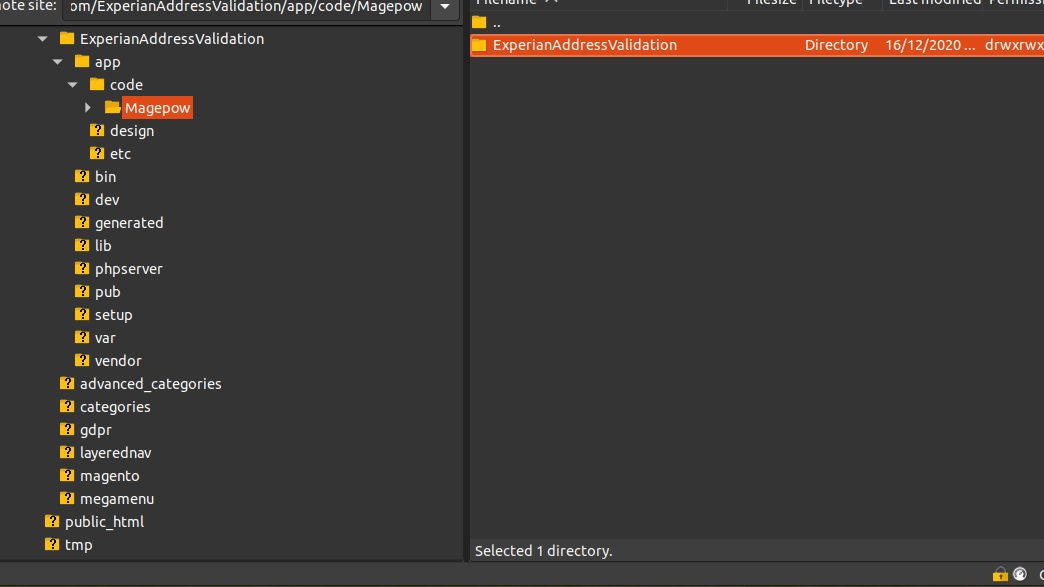 note site: om/ExperianAddressValidation/app/code/Magepow
Filename Filesize Filetype Last modified Permiss
..
ExperianAddressValidation Directory 16/12/2020 ... drwxrwx
ExperianAddressValidation
app
code
Magepow
design
etc
bin
dev
generated
lib
phpserver
pub
setup
var
vendor
advanced_categories
categories
gdpr
layerednav
magento
megamenu
public_html
tmp
Selected 1 directory.